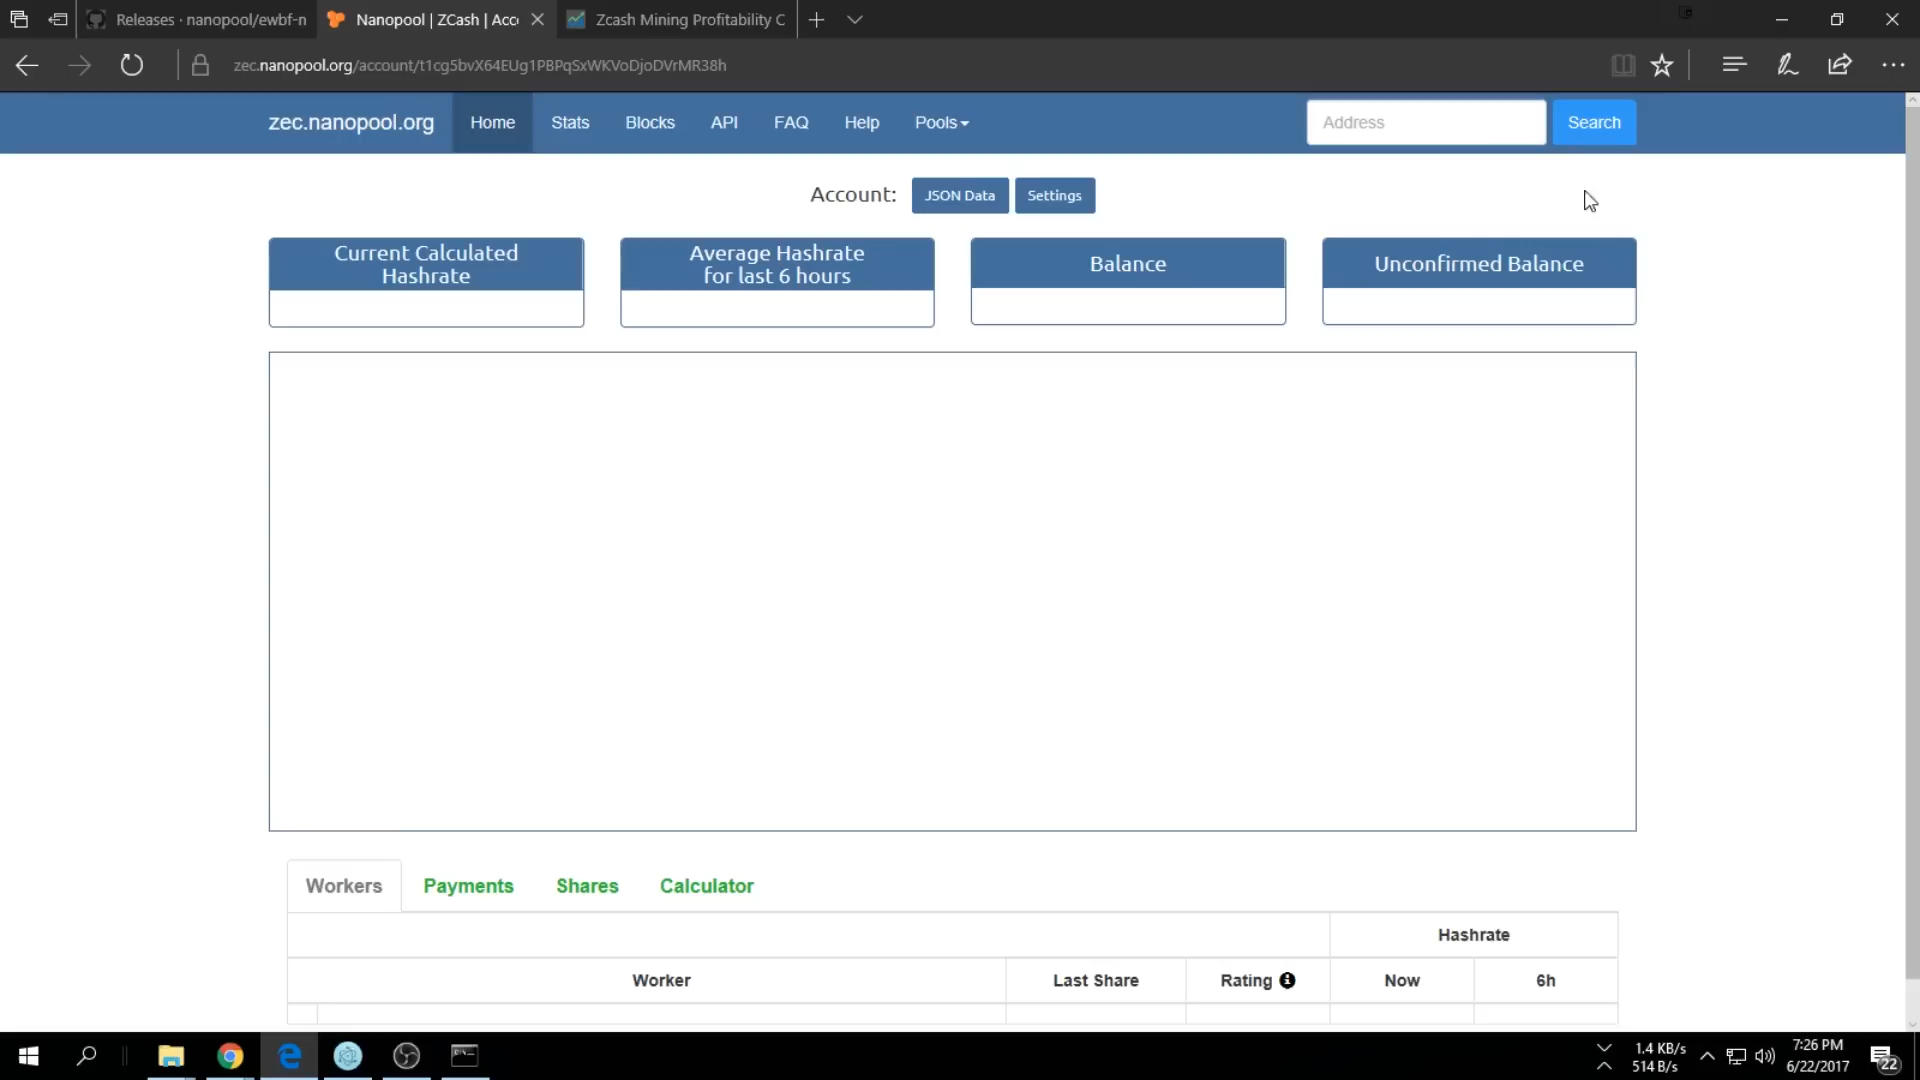 Releases · nanopool/ewbf-n
Nanopool | ZCash | Acc
Zcash Mining Profitability C
zec.nanopool.org/account/t1cg5bvX64EUg1PBPqSxWKVoDjoDVrMR38h
zec.nanopool.org
Home
Stats
Blocks
API
FAQ
Help
Pools
Address
Search
Account:
JSON Data
Settings
Current Calculated
Hashrate
Average Hashrate
for last 6 hours
Balance
Unconfirmed Balance
Workers
Payments
Shares
Calculator
Hashrate
Worker
Last Share
Rating
Now
6h
1.4 KB/s
514 B/s
7:26 PM
6/22/2017
22